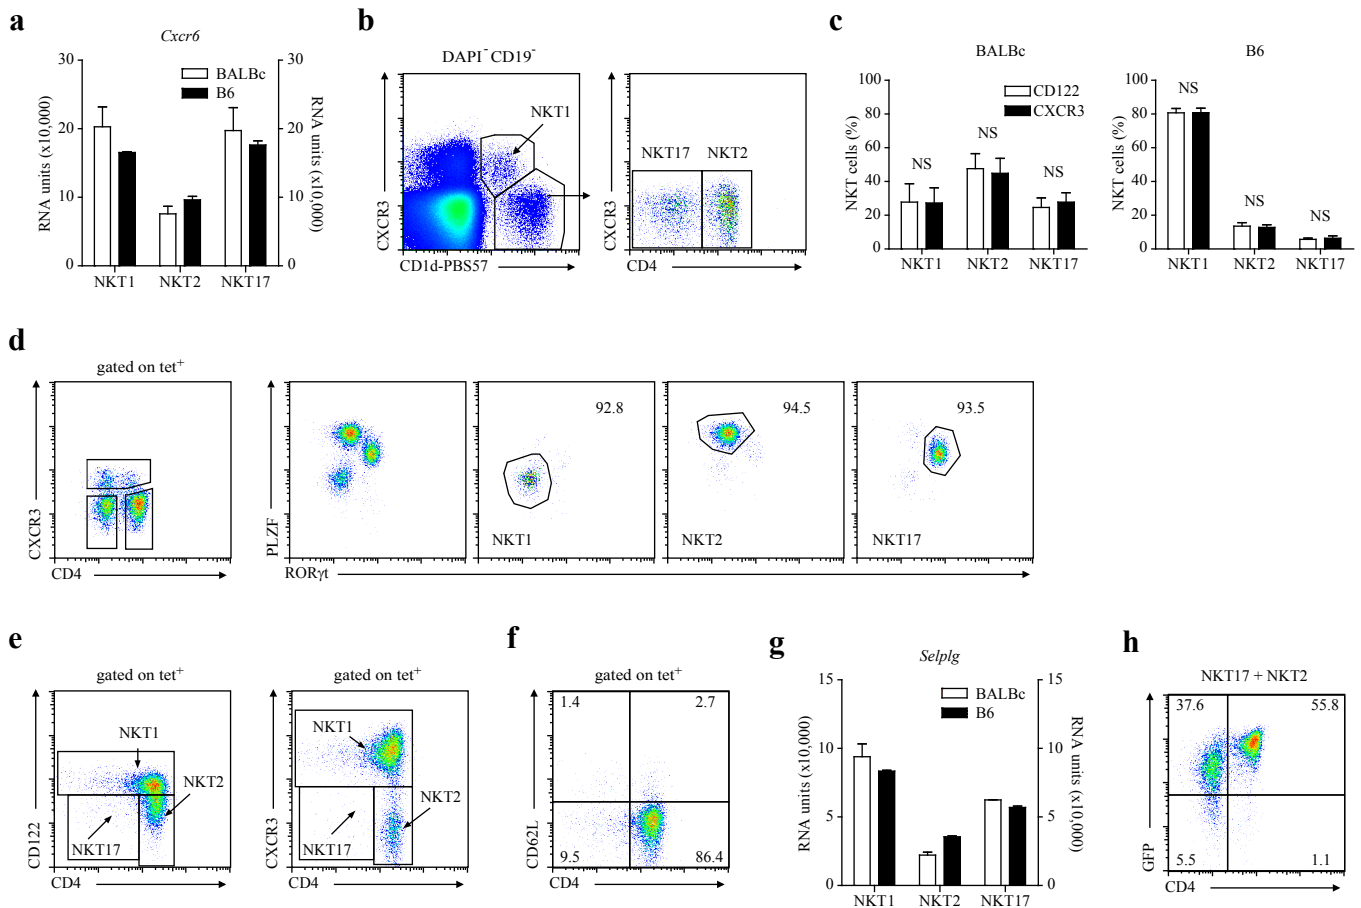 a
Cxcr6
30
20
10
0
RNA units (x10,000)
BALBc
B6
30
20
10
0
RNA units (x10,000)
NKT1 NKT2 NKT17
b
DAPI⁻ CD19⁻
NKT1
CXCR3
CD1d-PBS57
NKT17 NKT2
CXCR3
CD4
c
BALBc
100
80
60
40
20
0
NKT cells (%)
CD122
CXCR3
NS
NS
NS
NKT1 NKT2 NKT17
B6
100
80
60
40
20
0
NKT cells (%)
NS
NS
NS
NKT1 NKT2 NKT17
d
gated on tet⁺
CXCR3
CD4
PLZF
RORγt
92.8
NKT1
94.5
NKT2
93.5
NKT17
e
gated on tet⁺
NKT1
NKT2
NKT17
CD122
CD4
gated on tet⁺
NKT1
NKT2
NKT17
CXCR3
CD4
f
gated on tet⁺
1.4 2.7
9.5 86.4
CD62L
CD4
g
Selplg
15
10
5
0
RNA units (x10,000)
BALBc
B6
15
10
5
0
RNA units (x10,000)
NKT1 NKT2 NKT17
h
NKT17 + NKT2
37.6 55.8
5.5 1.1
GFP
CD4